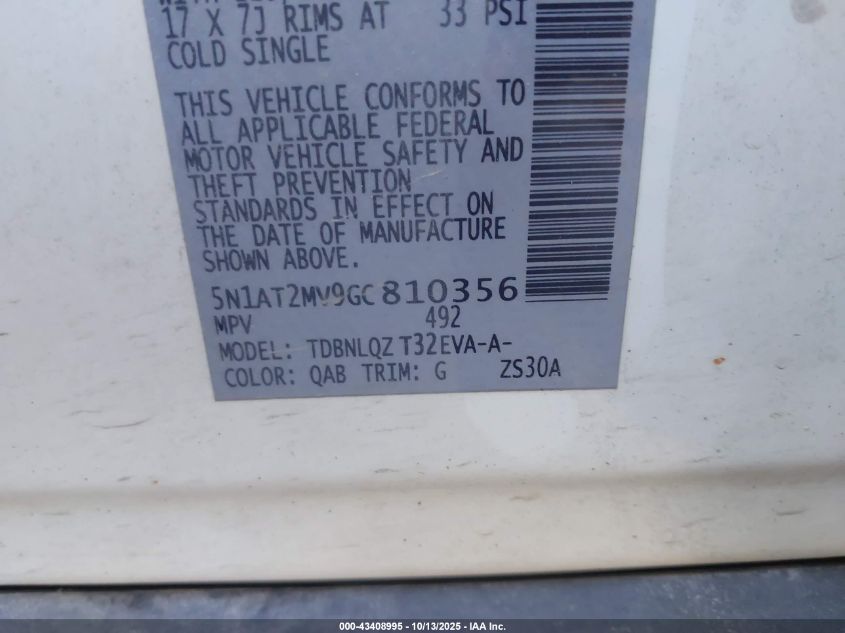 17 X 7J RIMS AT 33 PSI
COLD SINGLE
THIS VEHICLE CONFORMS TO
ALL APPLICABLE FEDERAL
MOTOR VEHICLE SAFETY AND
THEFT PREVENTION
STANDARDS IN EFFECT ON
THE DATE OF MANUFACTURE
SHOWN ABOVE.
5N1AT2MV9GC810356
MPV 492
MODEL: TDBNLQZ T32EVA-A-
COLOR: QAB TRIM: G ZS30A
000-43408995 - 10/13/2025 - IAA Inc.